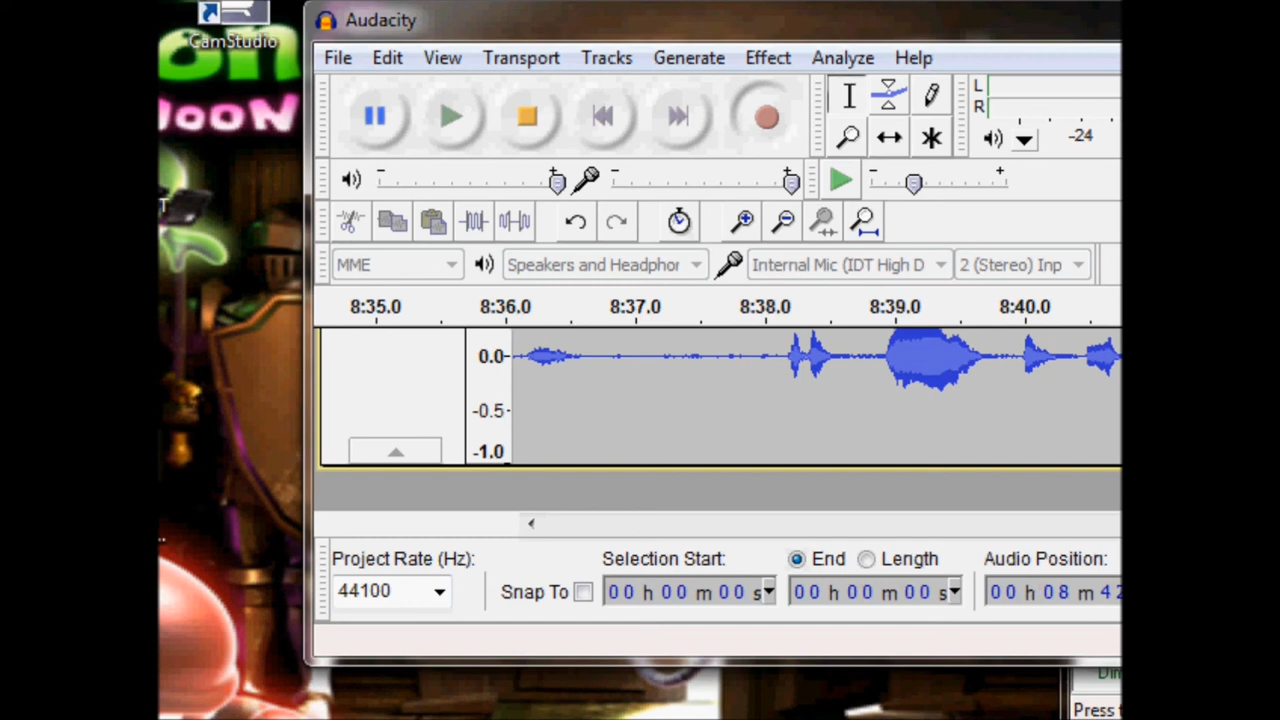 CamStudio
on
NooN
T
Audacity
File Edit View Transport Tracks Generate Effect Analyze Help
L
R
-24
MME Speakers and Headphor Internal Mic (IDT High D 2 (Stereo) Inp
8:35.0 8:36.0 8:37.0 8:38.0 8:39.0 8:40.0
0.0
-0.5
-1.0
Project Rate (Hz): Selection Start: End Length Audio Position:
44100 Snap To 00 h 00 m 00 s 00 h 00 m 00 s 00 h 08 m 42
Press